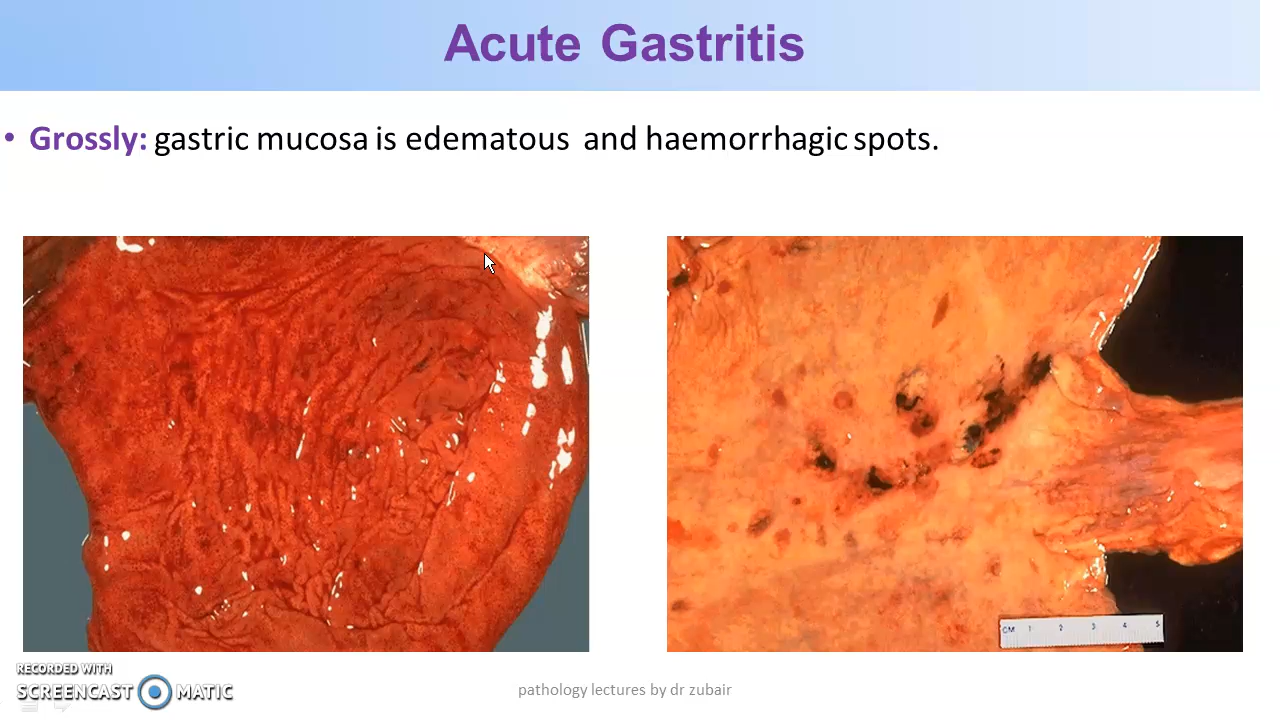 Acute Gastritis
• Grossly: gastric mucosa is edematous and haemorrhagic spots.
CM 1 2 3 4 5
RECORDED WITH
SCREENCAST MATIC
pathology lectures by dr zubair